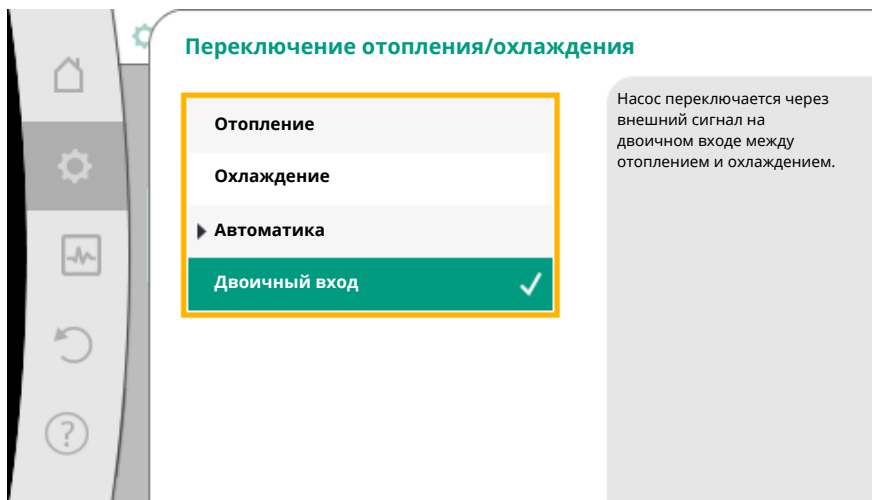 Переключение отопления/охлаждения
Отопление
Охлаждение
Автоматика
Двоичный вход
Насос переключается через
внешний сигнал на
двоичном входе между
отоплением и охлаждением.
?